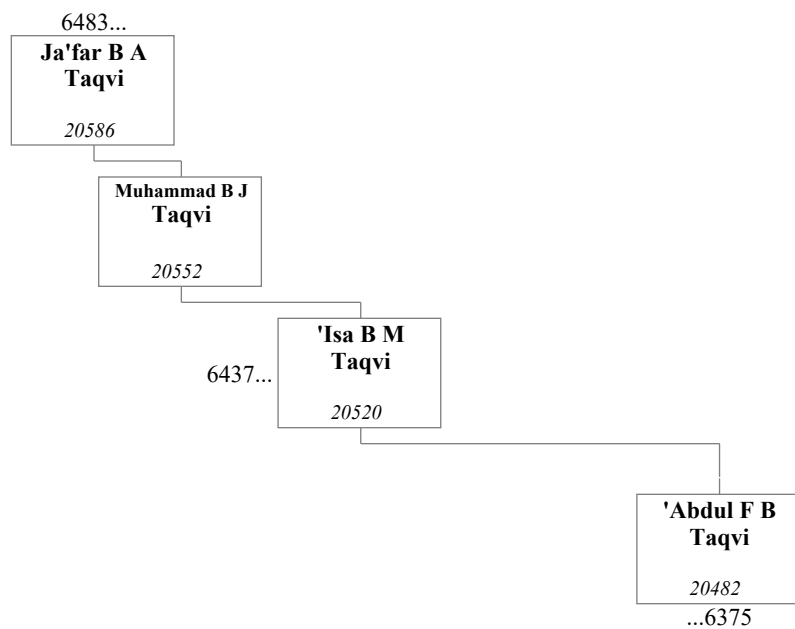 6483...
Ja'far B A
Taqvi
20586
Muhammad B J
Taqvi
20552
'Isa B M
Taqvi
6437...
20520
'Abdul F B
Taqvi
20482
...6375